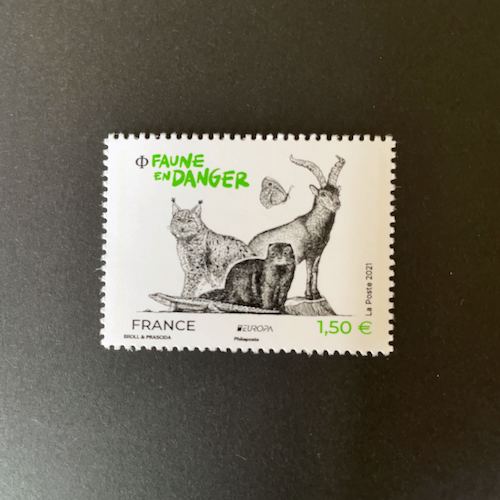 Φ FAUNE
EN DANGER
La Poste 2021
FRANCE
EUROPA
1,50 €
BROLL & PRASCIDA
Philaposte